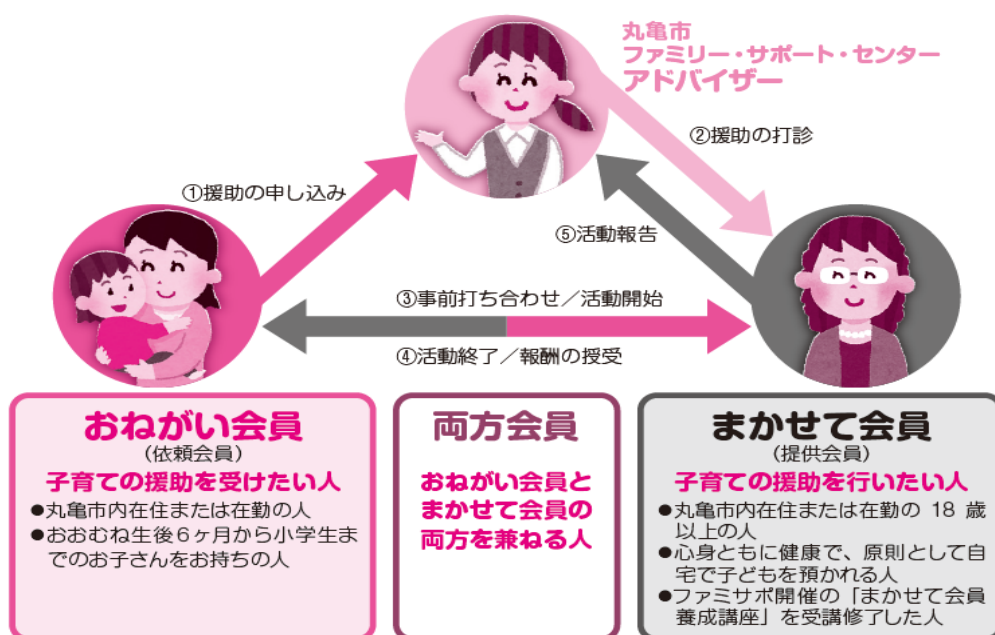 丸亀市
ファミリー・サポート・センター
アドバイザー
②援助の打診
①援助の申し込み
⑤活動報告
③事前打ち合わせ／活動開始
④活動終了／報酬の授受
おねがい会員
（依頼会員）
子育ての援助を受けたい人
●丸亀市内在住または在勤の人
●おおむね生後6ヶ月から小学生ま
でのお子さんをお持ちの人
両方会員
おねがい会員と
まかせて会員の
両方を兼ねる人
まかせて会員
（提供会員）
子育ての援助を行いたい人
●丸亀市内在住または在勤の 18 歳
以上の人
●心身ともに健康で、原則として自
宅で子どもを預かれる人
●ファミサポ開催の「まかせて会員
養成講座」を受講修了した人